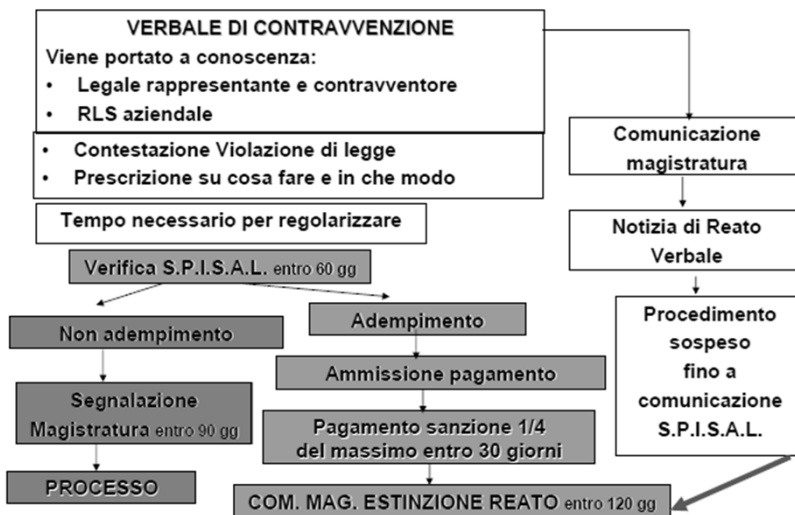 VERBALE DI CONTRAVVENZIONE
Viene portato a conoscenza:
• Legale rappresentante e contravventore
• RLS aziendale
• Contestazione Violazione di legge
• Prescrizione su cosa fare e in che modo
Tempo necessario per regolarizzare
Verifica S.P.I.S.A.L. entro 60 gg
Non adempimento
Segnalazione
Magistratura entro 90 gg
PROCESSO
Adempimento
Ammissione pagamento
Pagamento sanzione 1/4
del massimo entro 30 giorni
COM. MAG. ESTINZIONE REATO entro 120 gg
Comunicazione
magistratura
Notizia di Reato
Verbale
Procedimento
sospeso
fino a
comunicazione
S.P.I.S.A.L.